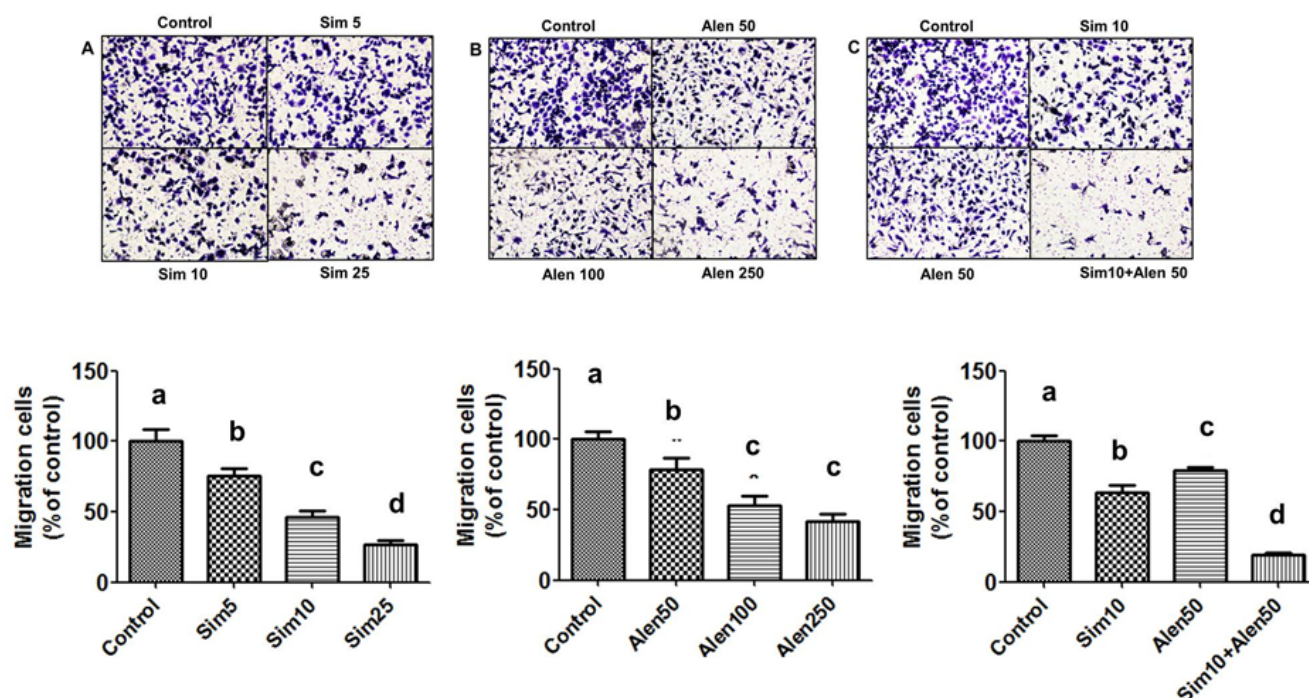 Control Sim 5
A
Sim 10 Sim 25
Control Alen 50
B
Alen 100 Alen 250
Control Sim 10
C
Alen 50 Sim10+Alen 50
Migration cells
(% of control)
150
100
50
0
a
b
c
d
Control
Sim5
Sim10
Sim25
Migration cells
(% of control)
150
100
50
0
a
b
c
c
Control
Alen50
Alen100
Alen250
Migration cells
(% of control)
150
100
50
0
a
b
c
d
Control
Sim10
Alen50
Sim10+Alen50